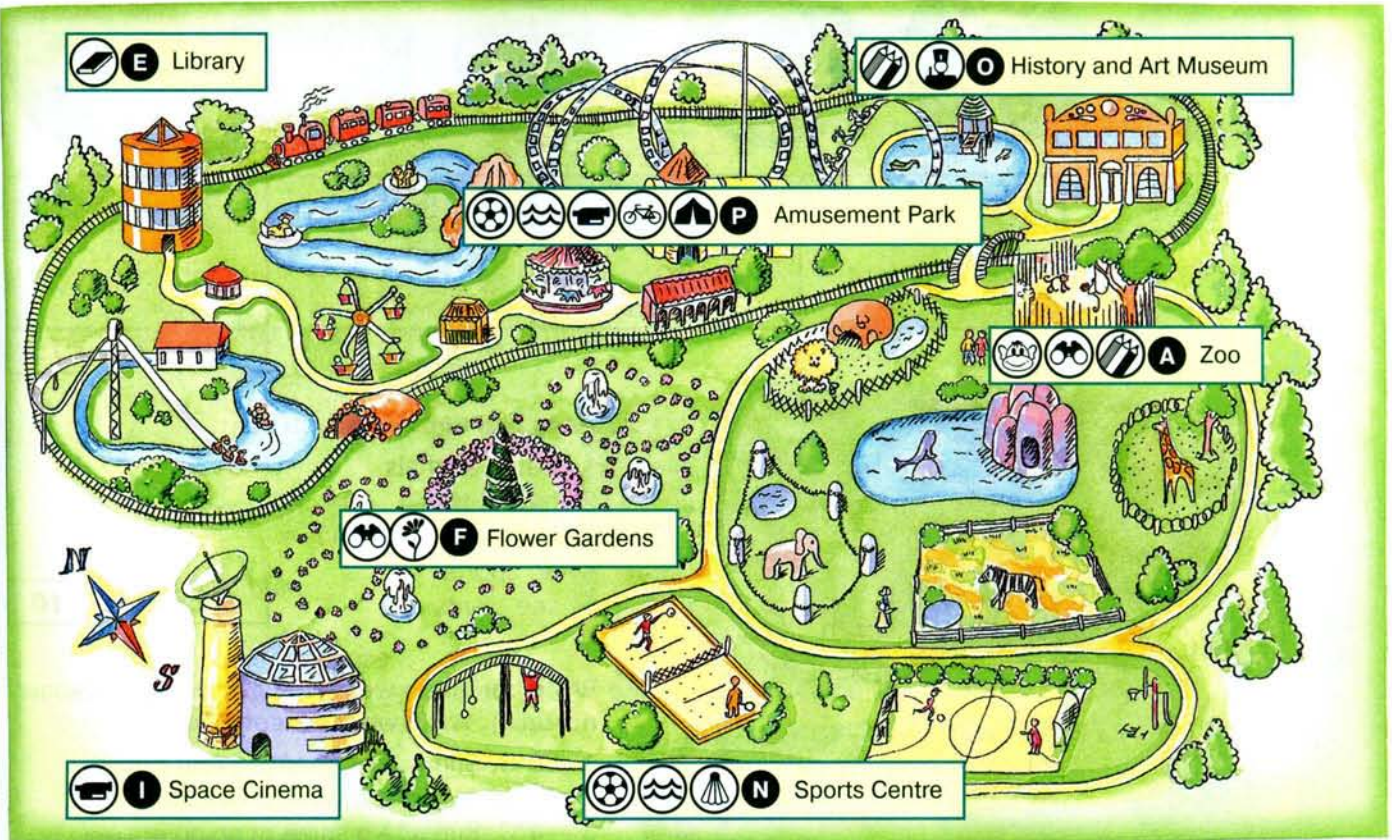 E Library
O History and Art Museum
P Amusement Park
A Zoo
F Flower Gardens
N
S
I Space Cinema
N Sports Centre